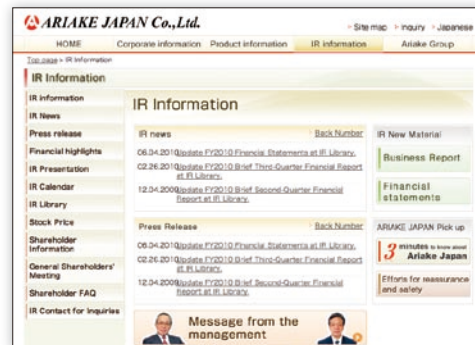 ARIAKE JAPAN Co.,Ltd.
Site map Inquiry Japanese
HOME Corporate information Product information IR information Ariake Group
Top page > IR Information
IR Information
IR information
IR News
Press release
Financial highlights
IR Presentation
IR Calendar
IR Library
Stock Price
Shareholder
Information
General Shareholders'
Meeting
Shareholder FAQ
IR Contact for Inquiries
IR Information
IR news Back Number
06.04.2010 Update FY2010 Financial Statements at IR Library.
02.26.2010 Update FY2010 Brief Third-Quarter Financial Report
at IR Library.
12.04.2009 Update FY2010 Brief Second-Quarter Financial
Report at IR Library.
Press Release Back Number
06.04.2010 Update FY2010 Financial Statements at IR Library.
02.26.2010 Update FY2010 Brief Third-Quarter Financial Report
at IR Library.
12.04.2009 Update FY2010 Brief Second-Quarter Financial
Report at IR Library.
Message from the
management
IR New Material
Business Report
Financial
statements
ARIAKE JAPAN Pick up
3 minutes to know about
Ariake Japan
Efforts for reassurance
and safety